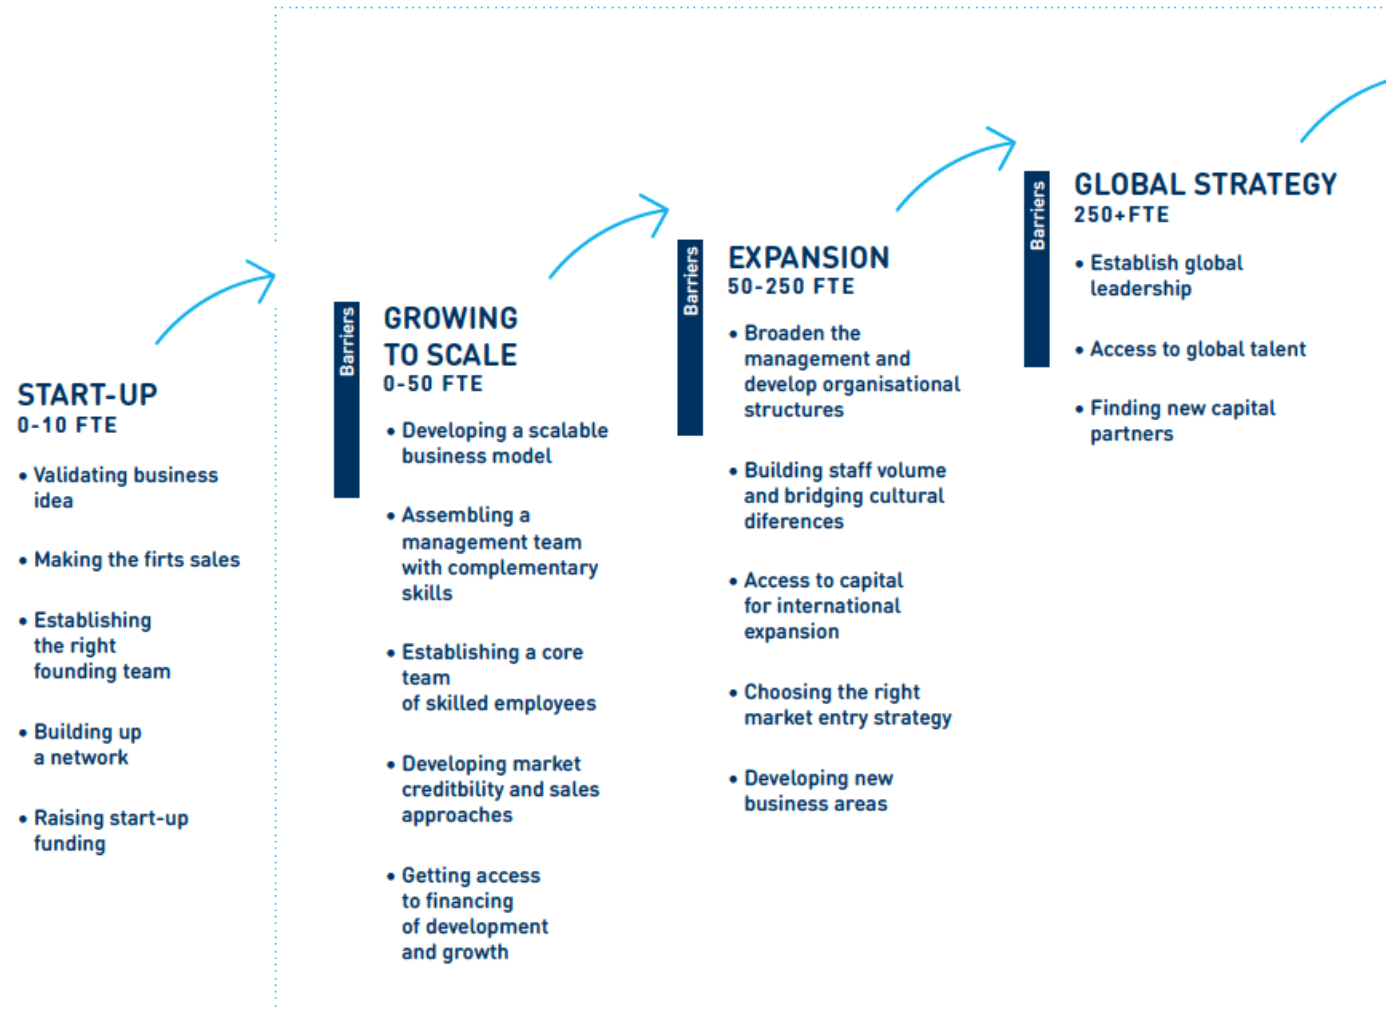 START-UP
0-10 FTE
• Validating business
idea
• Making the firts sales
• Establishing
the right
founding team
• Building up
a network
• Raising start-up
funding
Barriers
GROWING
TO SCALE
0-50 FTE
• Developing a scalable
business model
• Assembling a
management team
with complementary
skills
• Establishing a core
team
of skilled employees
• Developing market
creditbility and sales
approaches
• Getting access
to financing
of development
and growth
Barriers
EXPANSION
50-250 FTE
• Broaden the
management and
develop organisational
structures
• Building staff volume
and bridging cultural
diferences
• Access to capital
for international
expansion
• Choosing the right
market entry strategy
• Developing new
business areas
Barriers
GLOBAL STRATEGY
250+FTE
• Establish global
leadership
• Access to global talent
• Finding new capital
partners